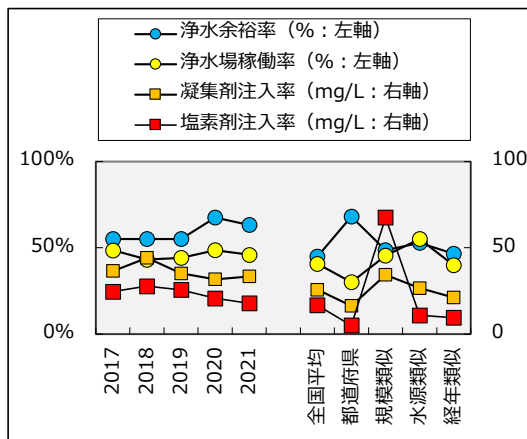 浄水余裕率（%：左軸）
浄水場稼働率（%：左軸）
凝集剤注入率（mg/L：右軸）
塩素剤注入率（mg/L：右軸）
100%
50%
0%
100
50
0
2017
2018
2019
2020
2021
全国平均
都道府県
規模類似
水源類似
経年類似